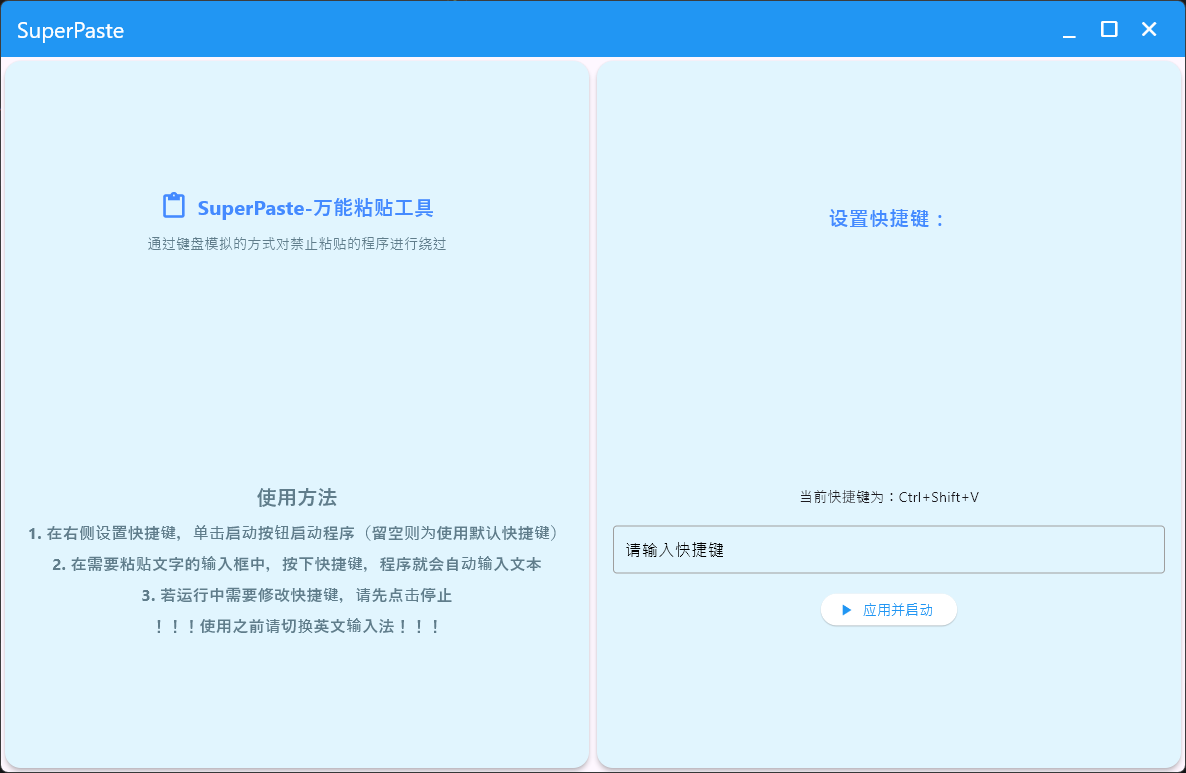 SuperPaste
SuperPaste-万能粘贴工具
通过键盘模拟的方式对禁止粘贴的程序进行绕过
使用方法
1. 在右侧设置快捷键，单击启动按钮启动程序（留空则为使用默认快捷键）
2. 在需要粘贴文字的输入框中，按下快捷键，程序就会自动输入文本
3. 若运行中需要修改快捷键，请先点击停止
！！！使用之前请切换英文输入法！！！
设置快捷键：
当前快捷键为：Ctrl+Shift+V
请输入快捷键
应用并启动